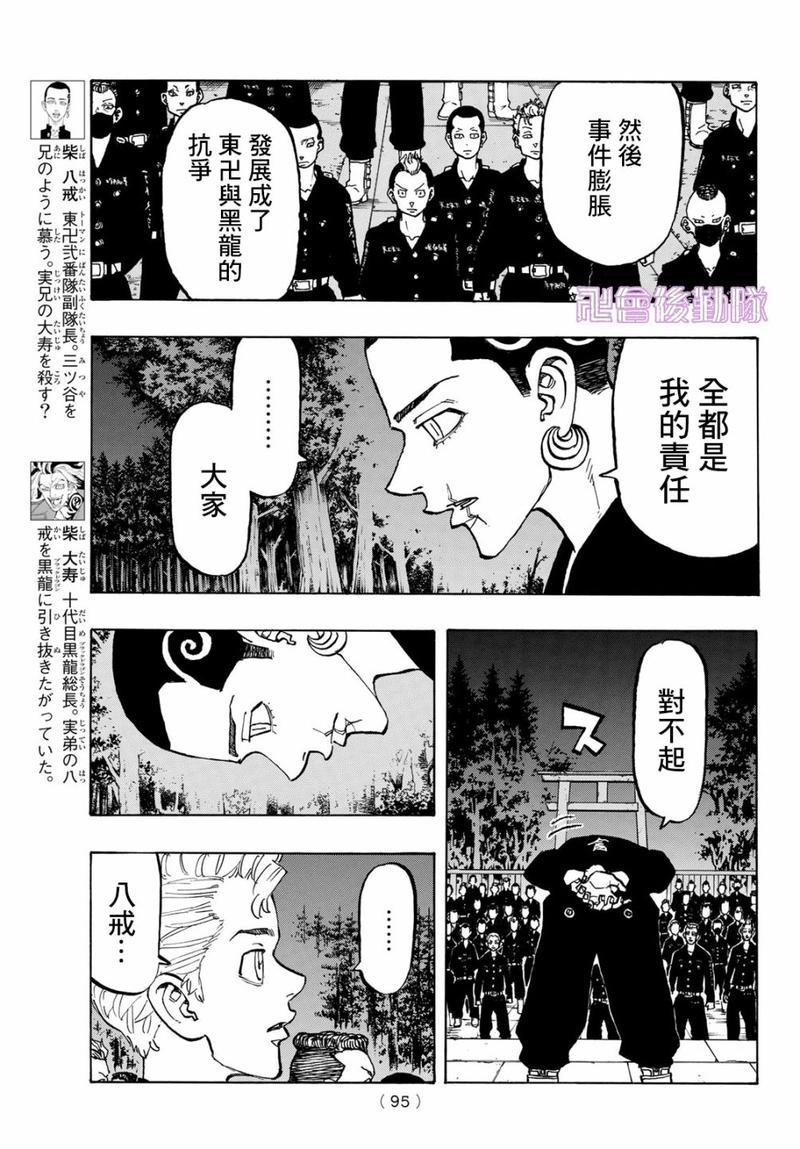 然後
事件膨脹
發展成了
東卍與黑龍的
抗爭
卍會後勤隊
全都是
我的責任
………
大家
對不起
ス
……
八戒…
柴 八戒 東卍弐番隊副隊長。三ツ谷を
兄のように慕う。実兄の大寿を殺す？
柴 大寿 十代目黒龍総長。実弟の八
戒を黒龍に引き抜きたがっていた。
（95）